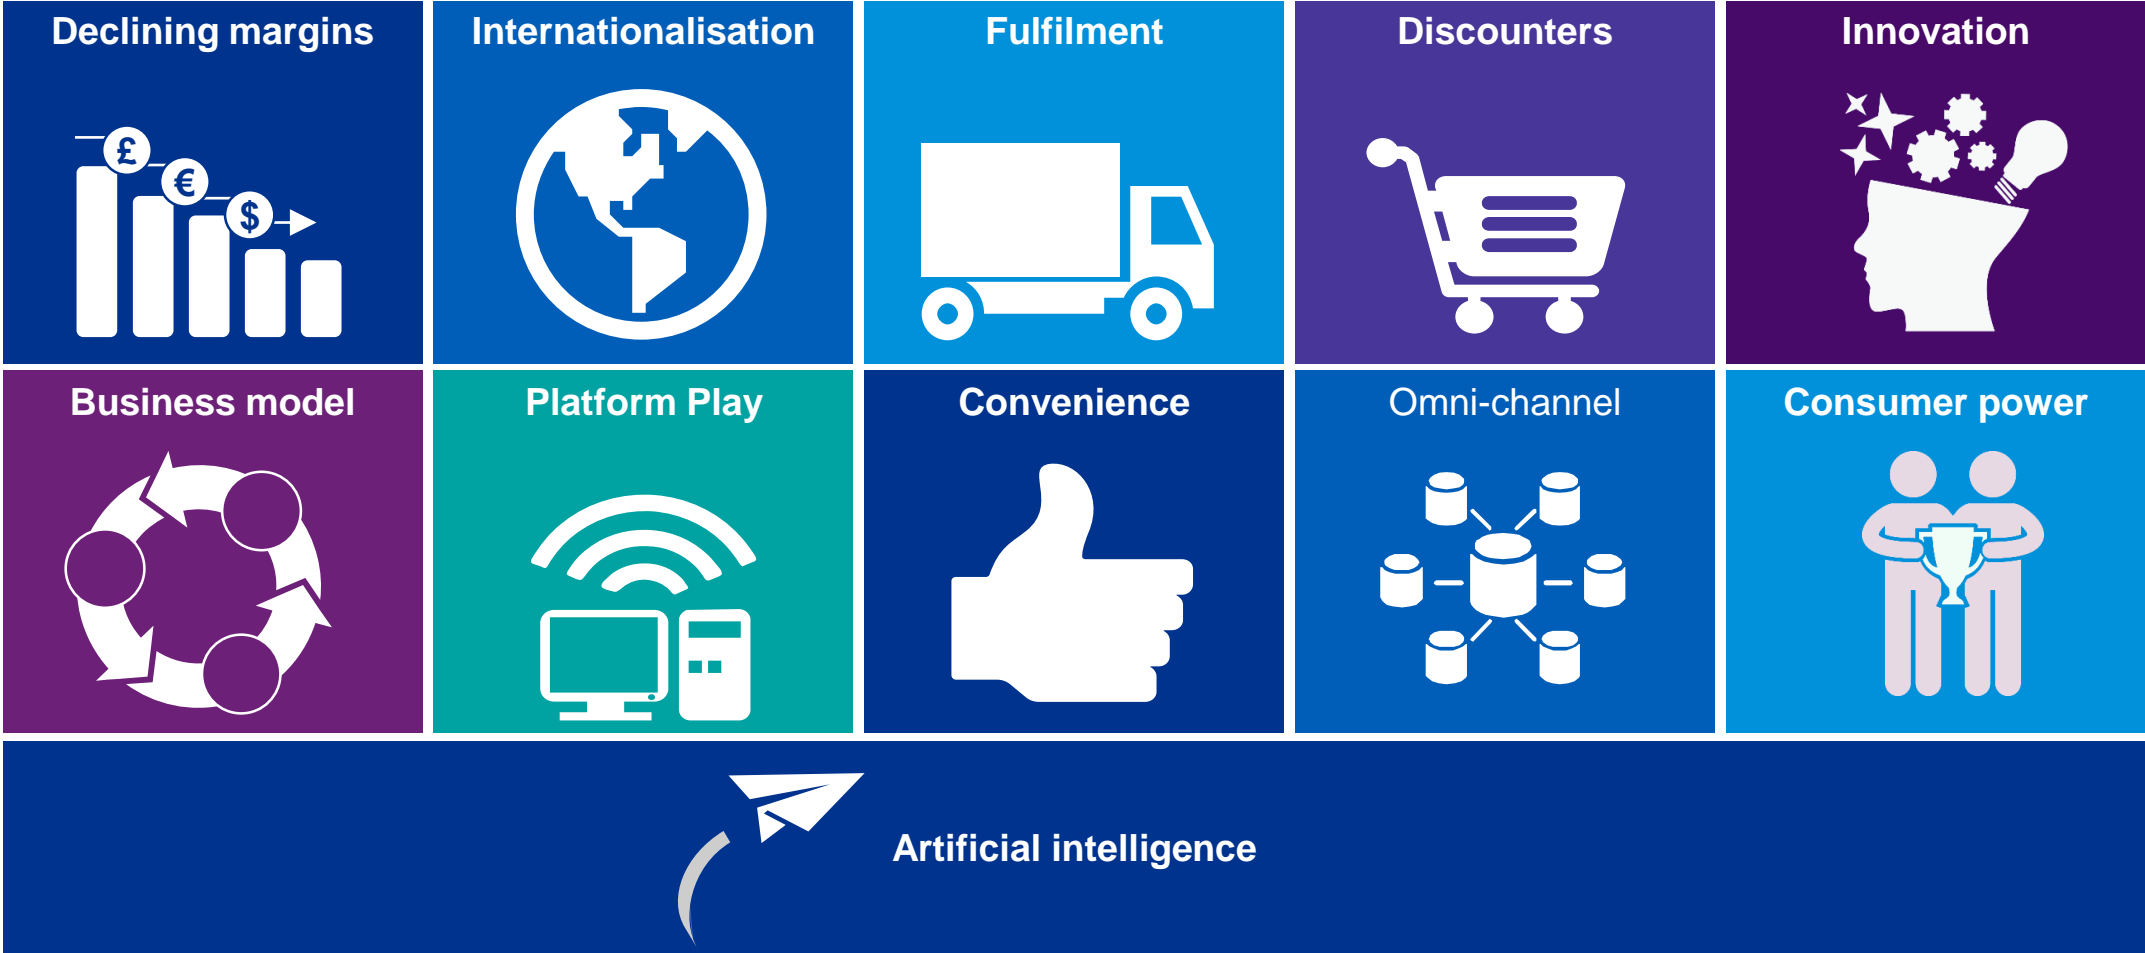 Declining margins
Internationalisation
Fulfilment
Discounters
Innovation
£
€
$
Business model
Platform Play
Convenience
Omni-channel
Consumer power
Artificial intelligence